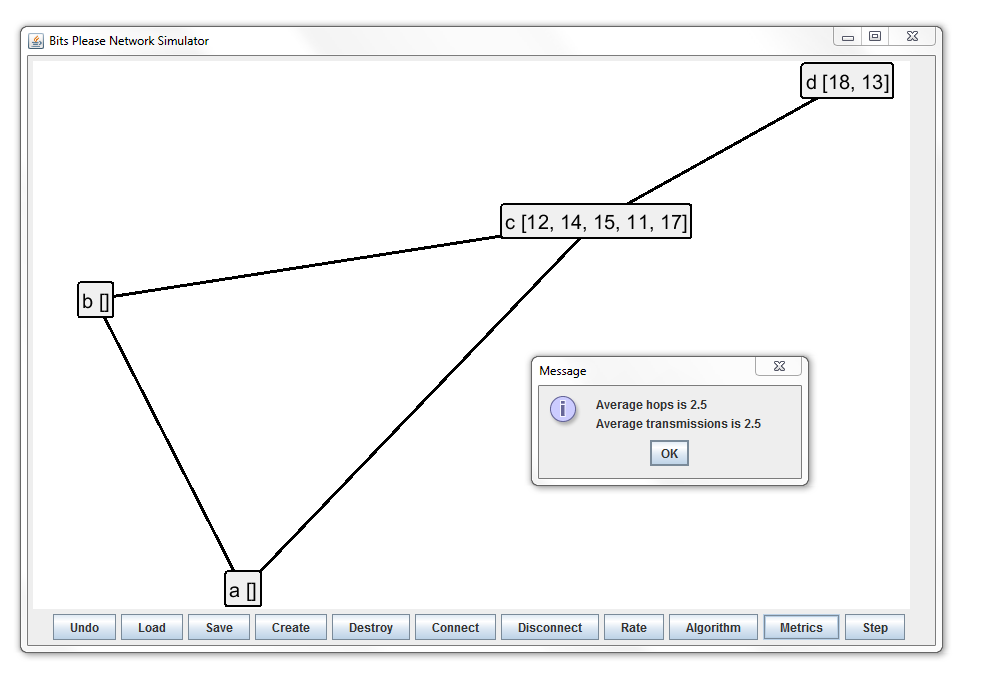 Bits Please Network Simulator
d [18, 13]
c [12, 14, 15, 11, 17]
b []
Message
Average hops is 2.5
Average transmissions is 2.5
OK
a []
Undo Load Save Create Destroy Connect Disconnect Rate Algorithm Metrics Step